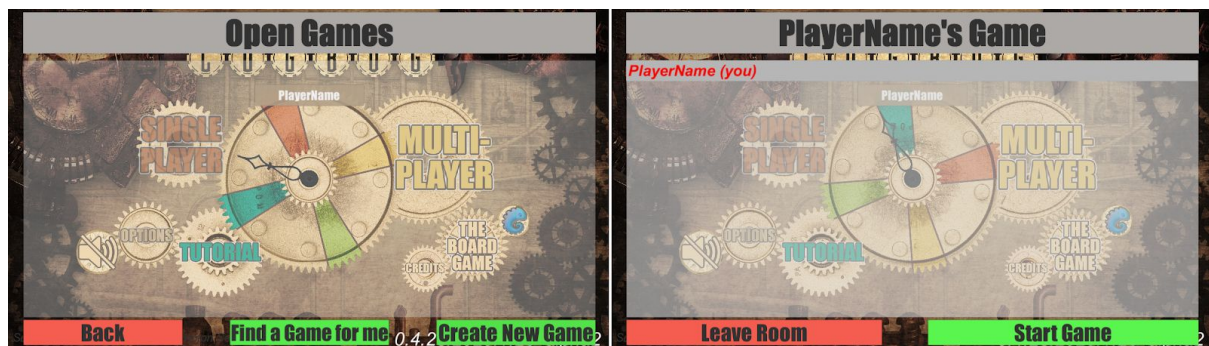 Open Games
PlayerName
SINGLE
PLAYER
MULTI-
PLAYER
OPTIONS
TUTORIAL
THE
BOARD
GAME
CREDITS
Back
Find a Game for me
0.4.2
Create New Game
PlayerName's Game
PlayerName (you)
PlayerName
SINGLE
PLAYER
MULTI-
PLAYER
OPTIONS
TUTORIAL
THE
BOARD
GAME
CREDITS
Leave Room
Start Game